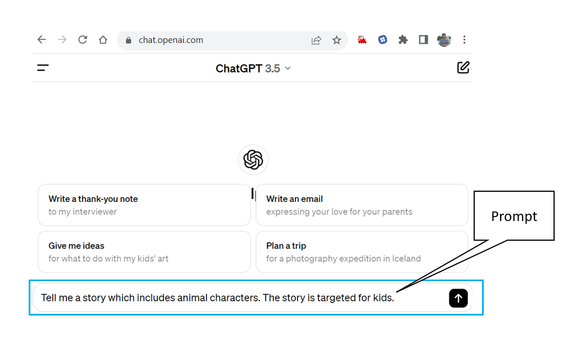 chat.openai.com
ChatGPT 3.5
Write a thank-you note
to my interviewer
Write an email
expressing your love for your parents
Give me ideas
for what to do with my kids' art
Plan a trip
for a photography expedition in Iceland
Prompt
Tell me a story which includes animal characters. The story is targeted for kids.